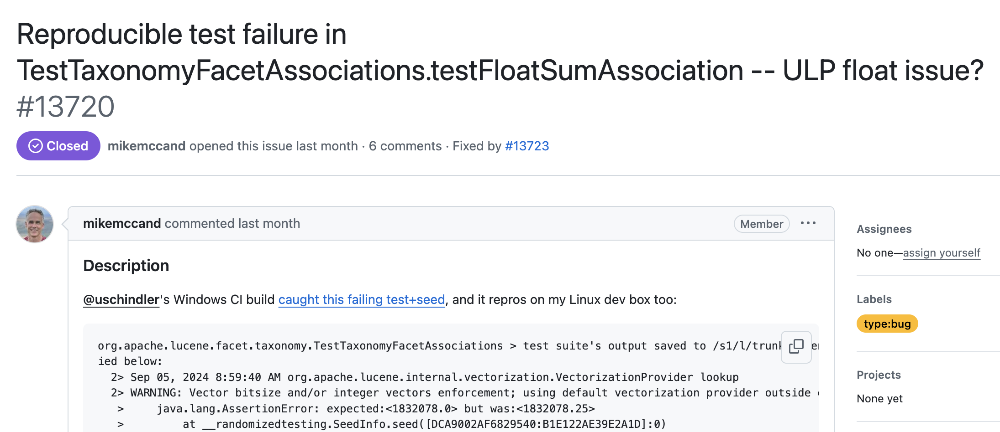 Reproducible test failure in
TestTaxonomyFacetAssociations.testFloatSumAssociation -- ULP float issue?
#13720
Closed mikemccand opened this issue last month · 6 comments · Fixed by #13723
mikemccand commented last month
Member
Description
@uschindler's Windows CI build caught this failing test+seed, and it repros on my Linux dev box too:
org.apache.lucene.facet.taxonomy.TestTaxonomyFacetAssociations > test suite's output saved to /s1/l/trunk
ied below:
2> Sep 05, 2024 8:59:40 AM org.apache.lucene.internal.vectorization.VectorizationProvider lookup
2> WARNING: Vector bitsize and/or integer vectors enforcement; using default vectorization provider outside
> java.lang.AssertionError: expected:<1832078.0> but was:<1832078.25>
> at __randomizedtesting.SeedInfo.seed([DCA9002AF6829540:B1E122AE39E2A1D]:0)
Assignees
No one—assign yourself
Labels
type:bug
Projects
None yet